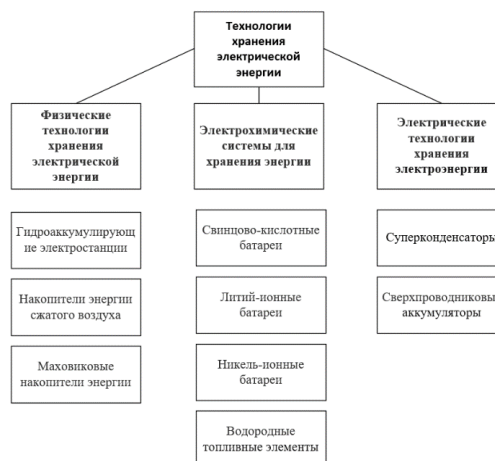 Технологии
хранения
электрической
энергии
Физические
технологии
хранения
электрической
энергии
Электрохимические
системы для
хранения энергии
Электрические
технологии
хранения
электроэнергии
Гидроаккумулирующ
ие электростанции
Накопители энергии
сжатого воздуха
Маховиковые
накопители энергии
Свинцово-кислотные
батареи
Литий-ионные
батареи
Никель-ионные
батареи
Водородные
топливные элементы
Суперконденсаторы
Сверхпроводниковые
аккумуляторы